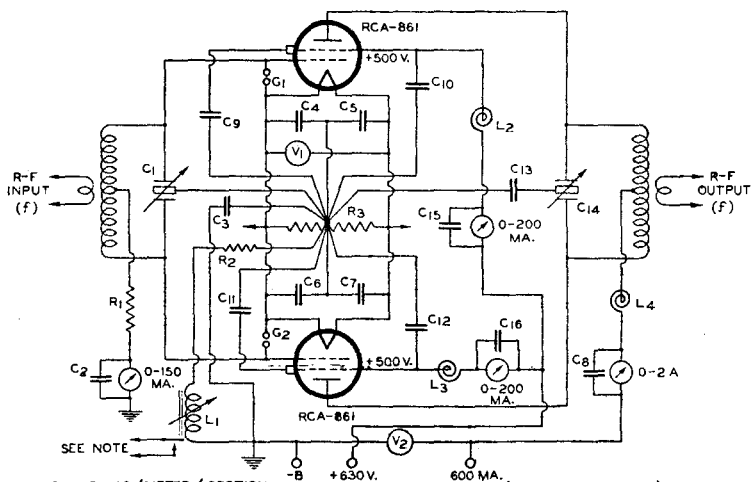 RCA-861
+500 V.
G1
C4
C5
C10
C9
L2
V1
C1
C13
R-F
INPUT
(f)
R-F
OUTPUT
(f)
C3
R3
C15
0-200
MA.
C14
R2
C11
C6
C7
R1
C12
L4
G2
C16
C2
0-150
MA.
+500 V.
L3
0-200
MA.
C8
0-2 A
L1
RCA-861
SEE NOTE
V2
-B
+630 V.
600 MA.